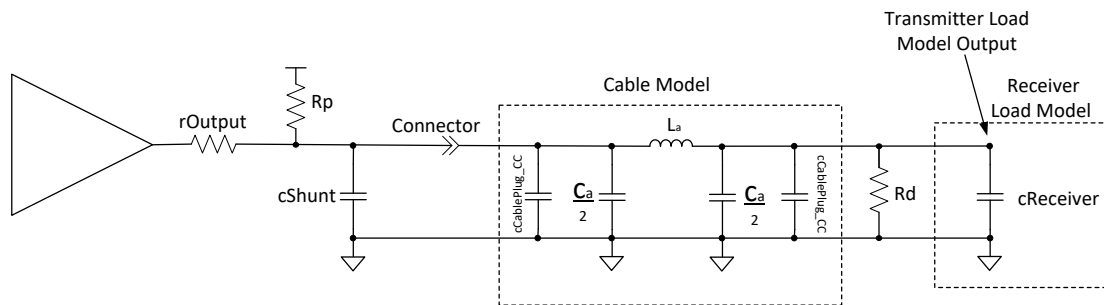 Transmitter Load
Model Output
Receiver
Load Model
Cable Model
Rp
rOutput
Connector
La
cShunt
cCablePlug_CC
Ca
2
Ca
2
cCablePlug_CC
Rd
cReceiver